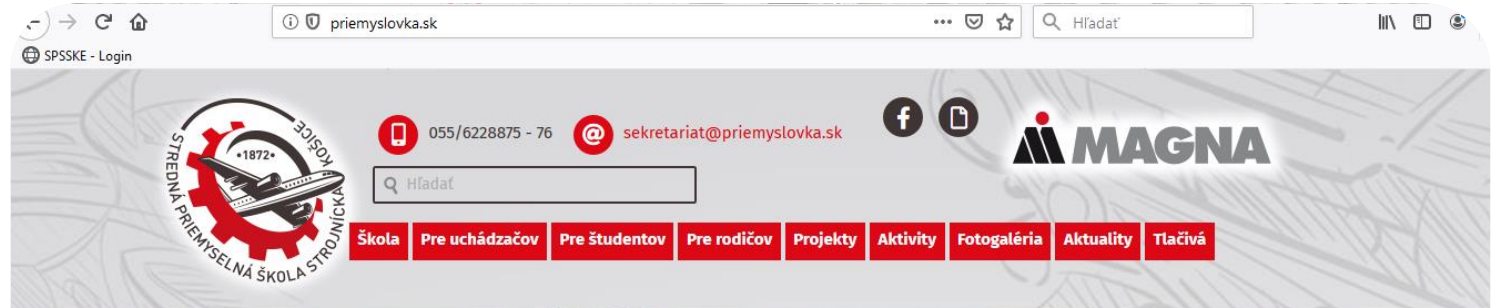 priemyslovka.sk
Hľadať
SPSSKE - Login
STREDNÁ PRIEMYSELNÁ ŠKOLA STROJNÍCKA KOŠICE
•1872•
055/6228875 - 76
sekretariat@priemyslovka.sk
MAGNA
Hľadať
Škola Pre uchádzačov Pre študentov Pre rodičov Projekty Aktivity Fotogaléria Aktuality Tlačivá